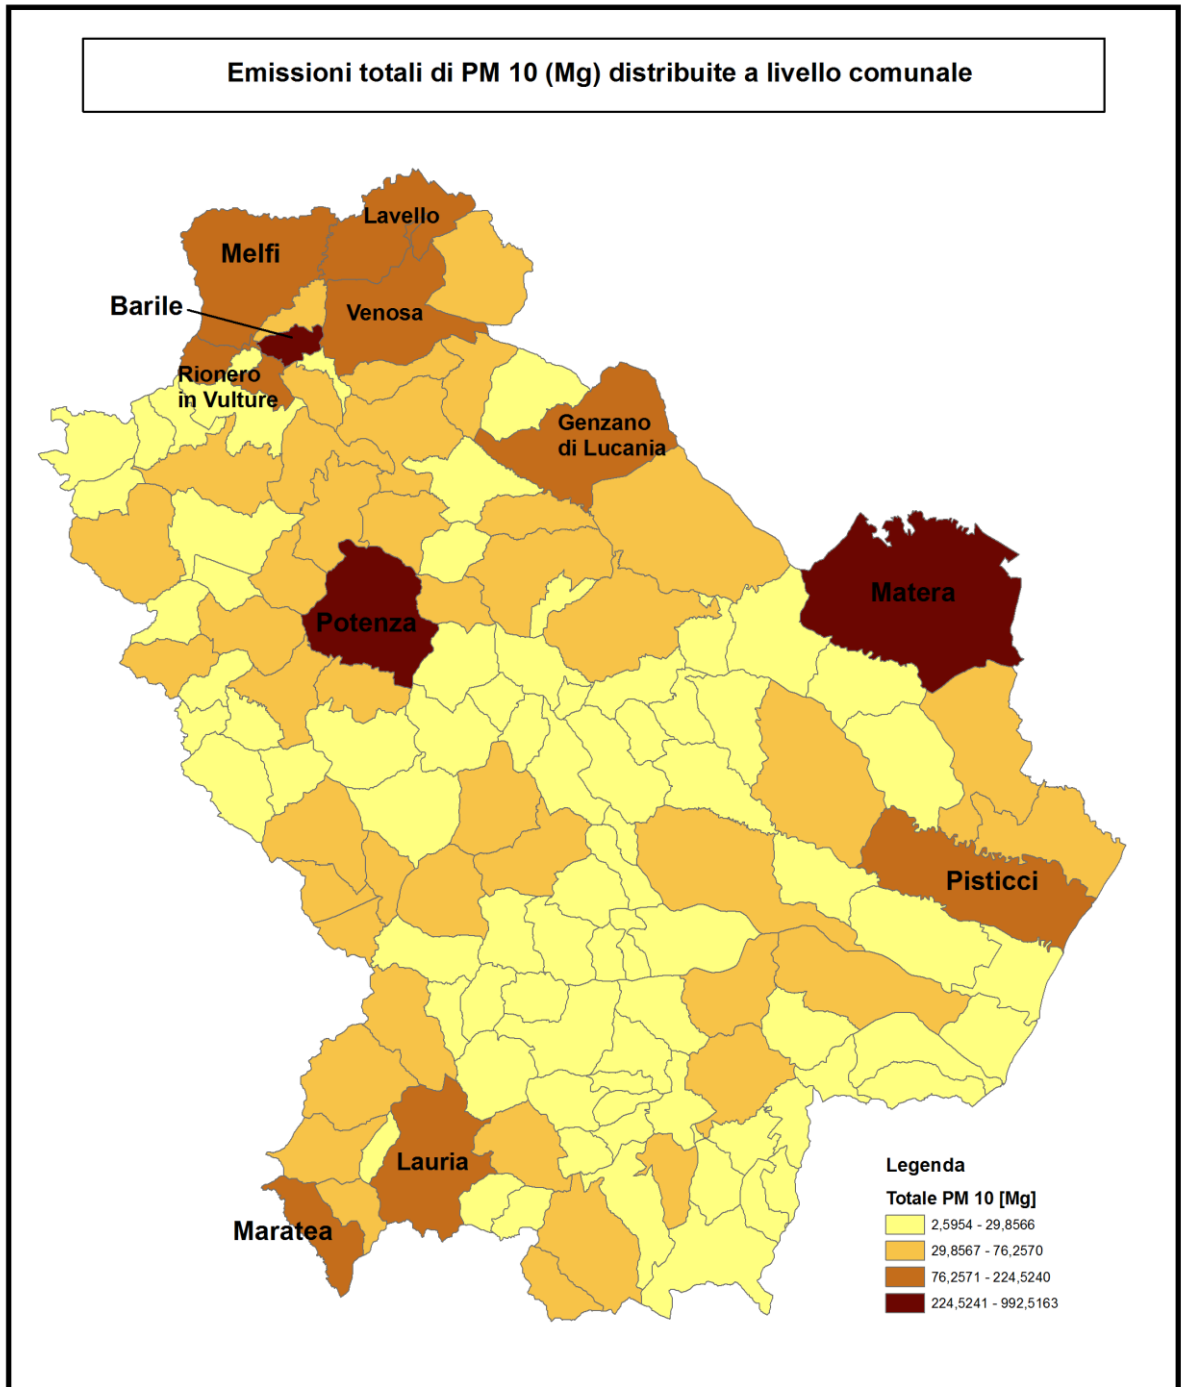 Emissioni totali di PM 10 (Mg) distribuite a livello comunale
Lavello
Melfi
Barile
Venosa
Rionero
in Vulture
Genzano
di Lucania
Matera
Potenza
Pisticci
Lauria
Maratea
Legenda
Totale PM 10 [Mg]
2,5954 - 29,8566
29,8567 - 76,2570
76,2571 - 224,5240
224,5241 - 992,5163